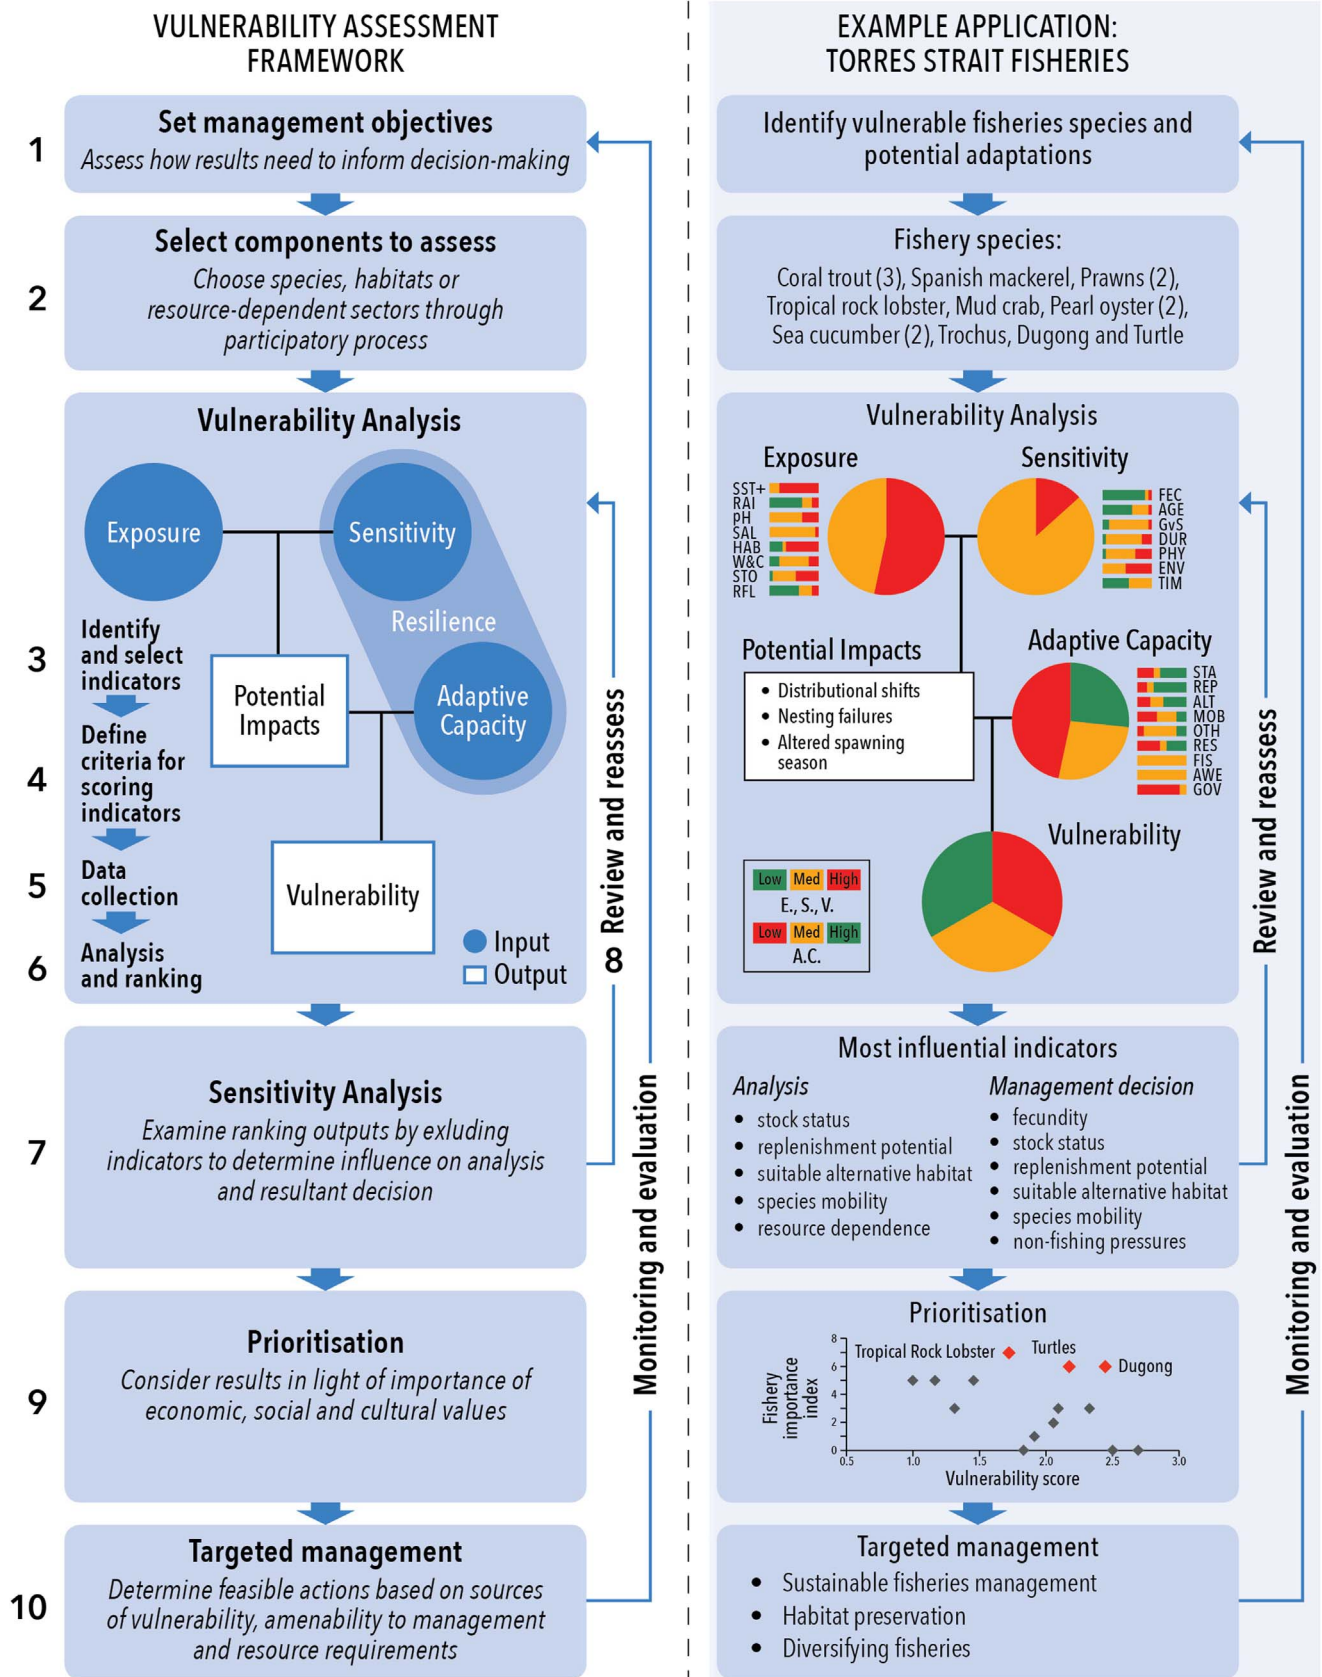 VULNERABILITY ASSESSMENT
FRAMEWORK
1
Set management objectives
Assess how results need to inform decision-making
2
Select components to assess
Choose species, habitats or
resource-dependent sectors through
participatory process
Vulnerability Analysis
Exposure
Sensitivity
Resilience
Adaptive
Capacity
Potential
Impacts
Vulnerability
3
Identify
and select
indicators
4
Define
criteria for
scoring
indicators
5
Data
collection
6
Analysis
and ranking
Input
Output
7
Sensitivity Analysis
Examine ranking outputs by exluding
indicators to determine influence on analysis
and resultant decision
8 Review and reassess
9
Prioritisation
Consider results in light of importance of
economic, social and cultural values
10
Targeted management
Determine feasible actions based on sources
of vulnerability, amenability to management
and resource requirements
Monitoring and evaluation
EXAMPLE APPLICATION:
TORRES STRAIT FISHERIES
Identify vulnerable fisheries species and
potential adaptations
Fishery species:
Coral trout (3), Spanish mackerel, Prawns (2),
Tropical rock lobster, Mud crab, Pearl oyster (2),
Sea cucumber (2), Trochus, Dugong and Turtle
Vulnerability Analysis
Exposure
SST+
RAI
pH
SAL
HAB
W&C
STO
RFL
Sensitivity
FEC
AGE
GvS
DUR
PHY
ENV
TIM
Potential Impacts
• Distributional shifts
• Nesting failures
• Altered spawning
season
Adaptive Capacity
STA
REP
ALT
MOB
OTH
RES
FIS
AWE
GOV
Vulnerability
Low Med High
E., S., V.
Low Med High
A.C.
Most influential indicators
Analysis
• stock status
• replenishment potential
• suitable alternative habitat
• species mobility
• resource dependence
Management decision
• fecundity
• stock status
• replenishment potential
• suitable alternative habitat
• species mobility
• non-fishing pressures
Review and reassess
Prioritisation
Fishery
importance
index
8
6
4
2
0
Tropical Rock Lobster
Turtles
Dugong
0.5 1.0 1.5 2.0 2.5 3.0
Vulnerability score
Targeted management
• Sustainable fisheries management
• Habitat preservation
• Diversifying fisheries
Monitoring and evaluation